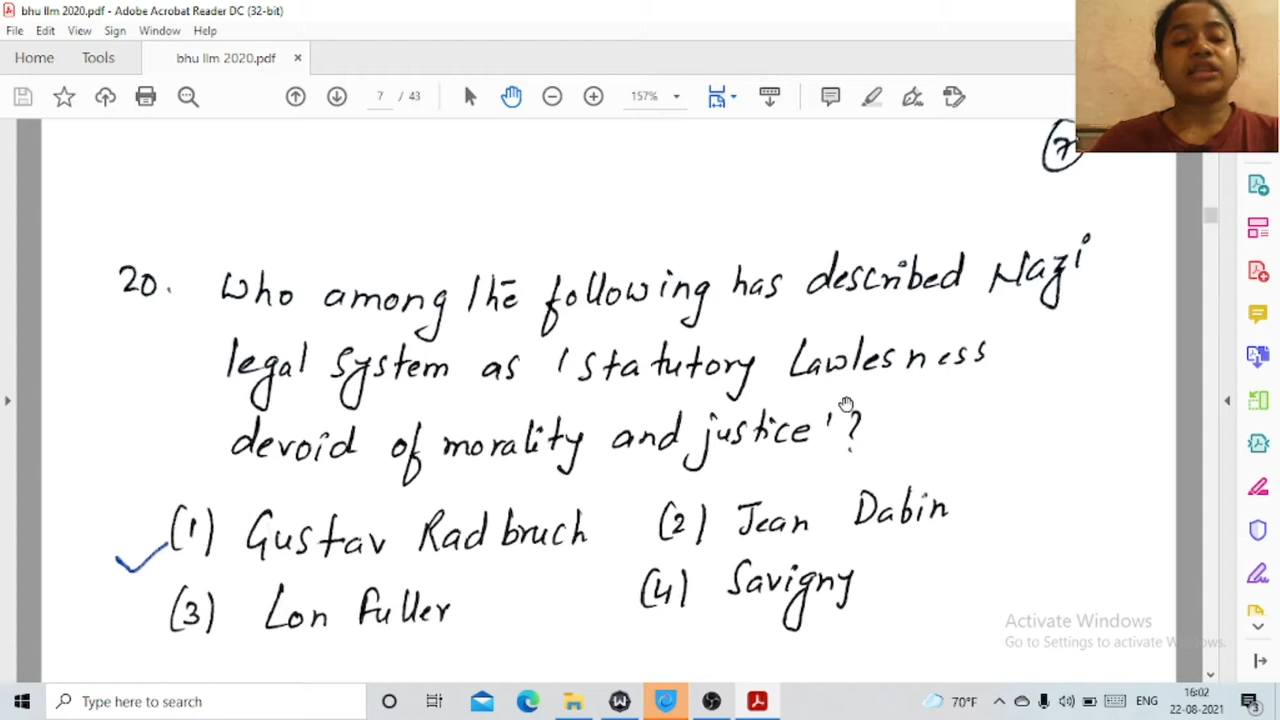 bhu llm 2020.pdf - Adobe Acrobat Reader DC (32-bit)
File Edit View Sign Window Help
Home Tools bhu llm 2020.pdf ×
7 / 43 157%
7
20. Who among the following has described Nazi
legal system as 'statutory Lawlesness
devoid of morality and justice'?
(1) Gustav Radbruch (2) Jean Dabin
(3) Lon Fuller (4) Savigny
Activate Windows
Go to Settings to activate Windows.
Type here to search 70°F ENG 16:02
22-08-2021
3